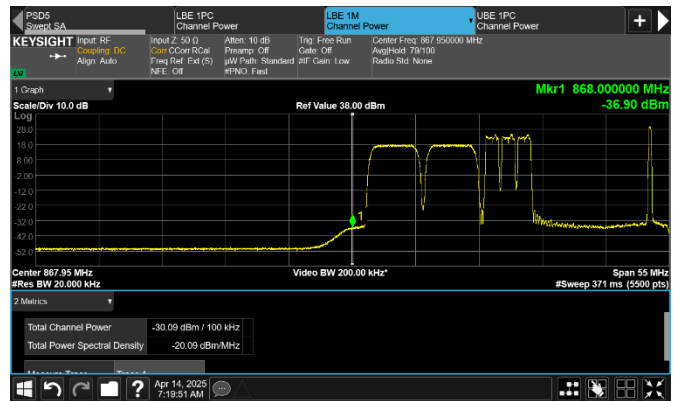 PSD5
Swept SA
LBE 1PC
Channel Power
LBE 1M
Channel Power
UBE 1PC
Channel Power
+
KEYSIGHT
Input: RF
Coupling: DC
Align: Auto
Input Z: 50 Ω
Corr CCorr RCal
Freq Ref: Ext (S)
NFE: Off
Atten: 10 dB
Preamp: Off
µW Path: Standard
#PNO: Fast
Trig: Free Run
Gate: Off
#IF Gain: Low
Center Freq: 867.950000 MHz
Avg|Hold: 79/100
Radio Std: None
LXI
1 Graph
Scale/Div 10.0 dB
Ref Value 38.00 dBm
Mkr1 868.000000 MHz
-36.90 dBm
Log
28.0
18.0
8.00
-2.00
-12.0
-22.0
-32.0
-42.0
-52.0
1
Center 867.95 MHz
#Res BW 20.000 kHz
Video BW 200.00 kHz*
Span 55 MHz
#Sweep 371 ms (5500 pts)
2 Metrics
Total Channel Power -30.09 dBm / 100 kHz
Total Power Spectral Density -20.09 dBm/MHz
?
Apr 14, 2025
7:19:51 AM